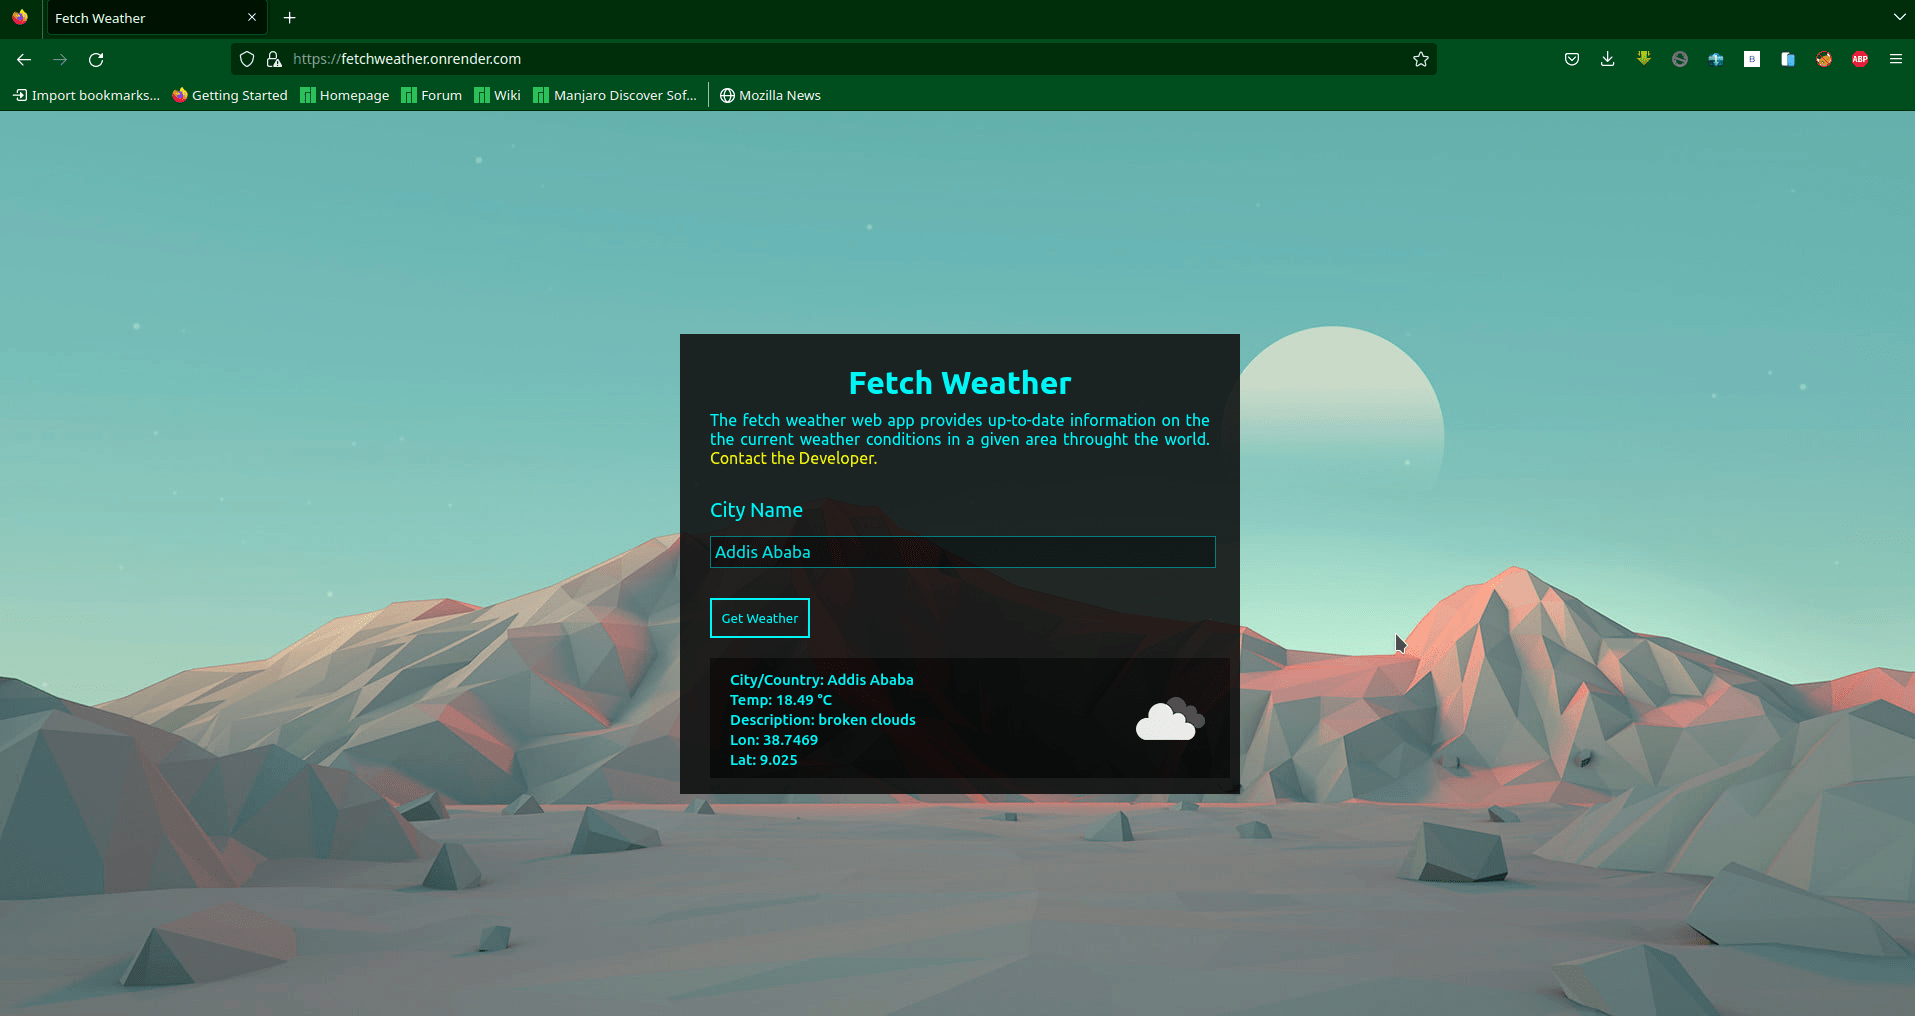 Fetch Weather
https://fetchweather.onrender.com
B
ABP
Import bookmarks...
Getting Started
Homepage
Forum
Wiki
Manjaro Discover Sof...
Mozilla News
Fetch Weather
The fetch weather web app provides up-to-date information on the
the current weather conditions in a given area throught the world.
Contact the Developer.
City Name
Addis Ababa
Get Weather
City/Country: Addis Ababa
Temp: 18.49 °C
Description: broken clouds
Lon: 38.7469
Lat: 9.025